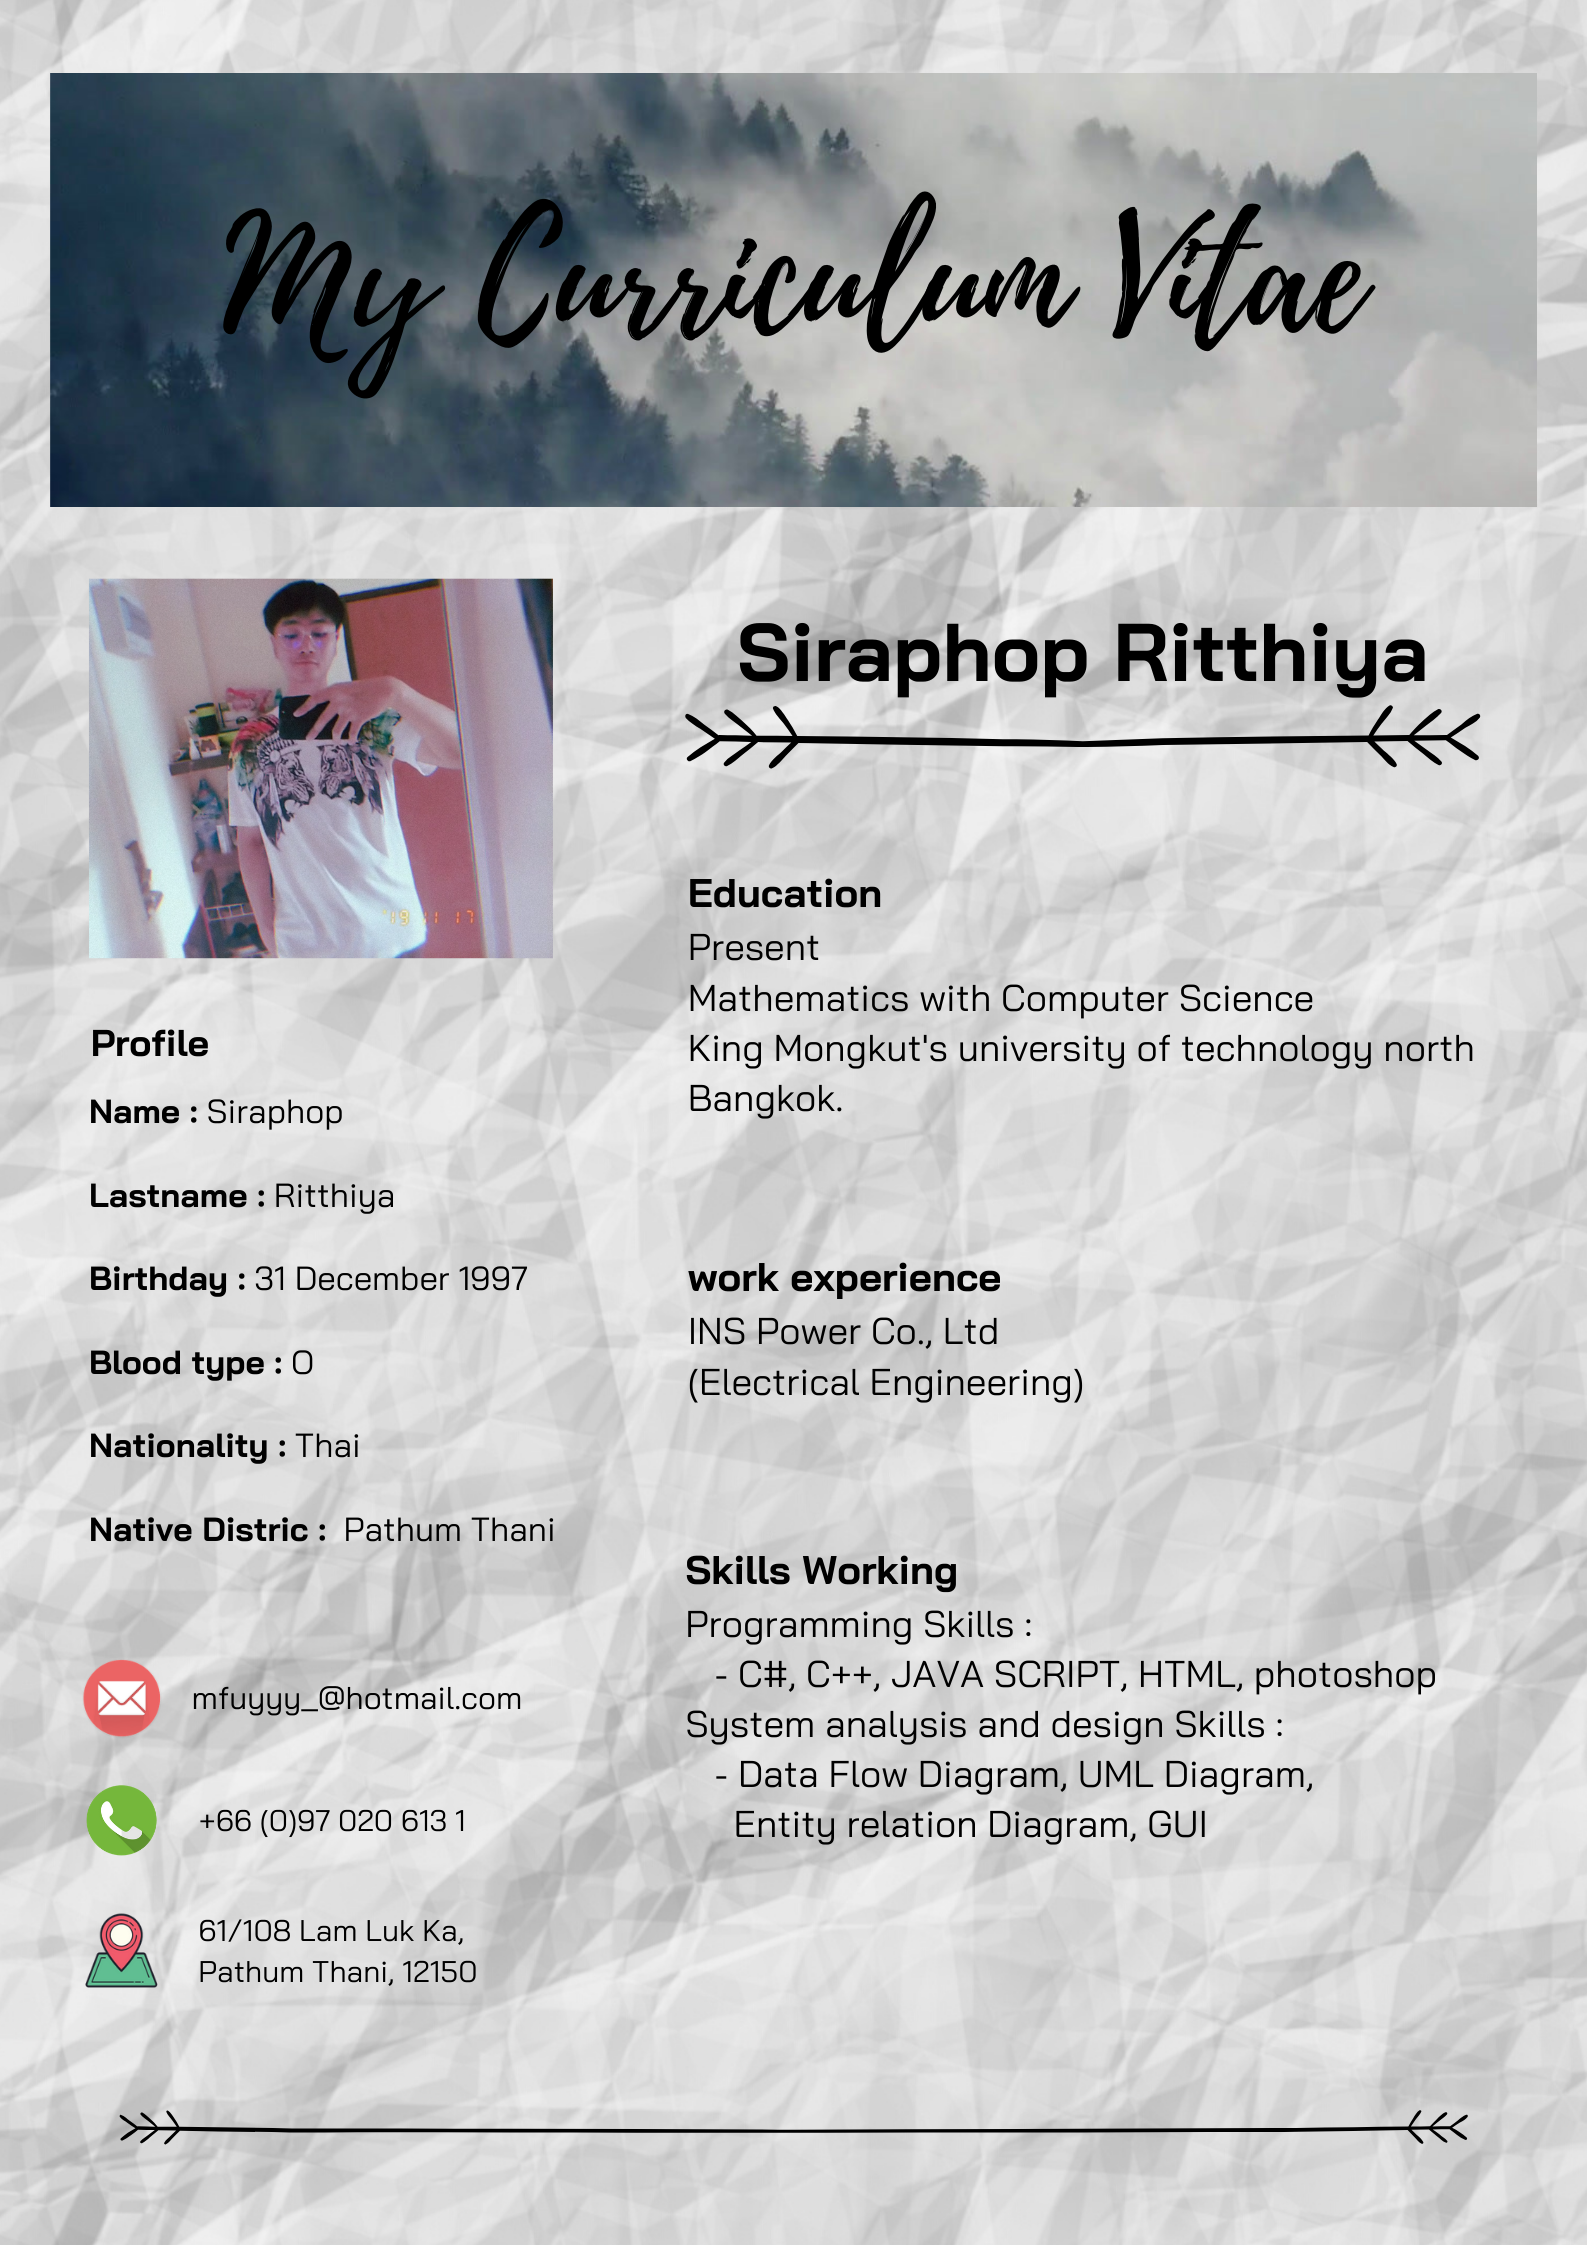 My Curriculum Vitae
'19 11 17
Siraphop Ritthiya
Profile
Name : Siraphop
Lastname : Ritthiya
Birthday : 31 December 1997
Blood type : O
Nationality : Thai
Native Distric : Pathum Thani
mfuyyy_@hotmail.com
+66 (0)97 020 613 1
61/108 Lam Luk Ka,
Pathum Thani, 12150
Education
Present
Mathematics with Computer Science
King Mongkut's university of technology north
Bangkok.
work experience
INS Power Co., Ltd
(Electrical Engineering)
Skills Working
Programming Skills :
- C#, C++, JAVA SCRIPT, HTML, photoshop
System analysis and design Skills :
- Data Flow Diagram, UML Diagram,
Entity relation Diagram, GUI